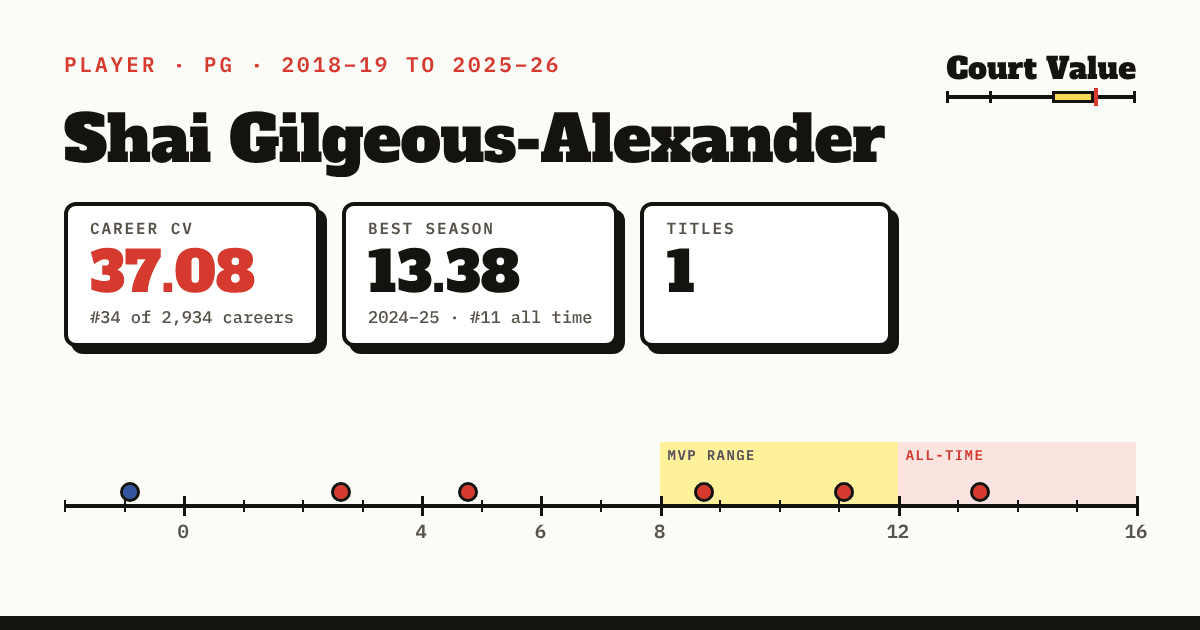 PLAYER · PG · 2018–19 TO 2025–26
Court Value
Shai Gilgeous-Alexander
CAREER CV
37.08
#34 of 2,934 careers
BEST SEASON
13.38
2024–25 · #11 all time
TITLES
1
MVP RANGE
ALL-TIME
0 4 6 8 12 16